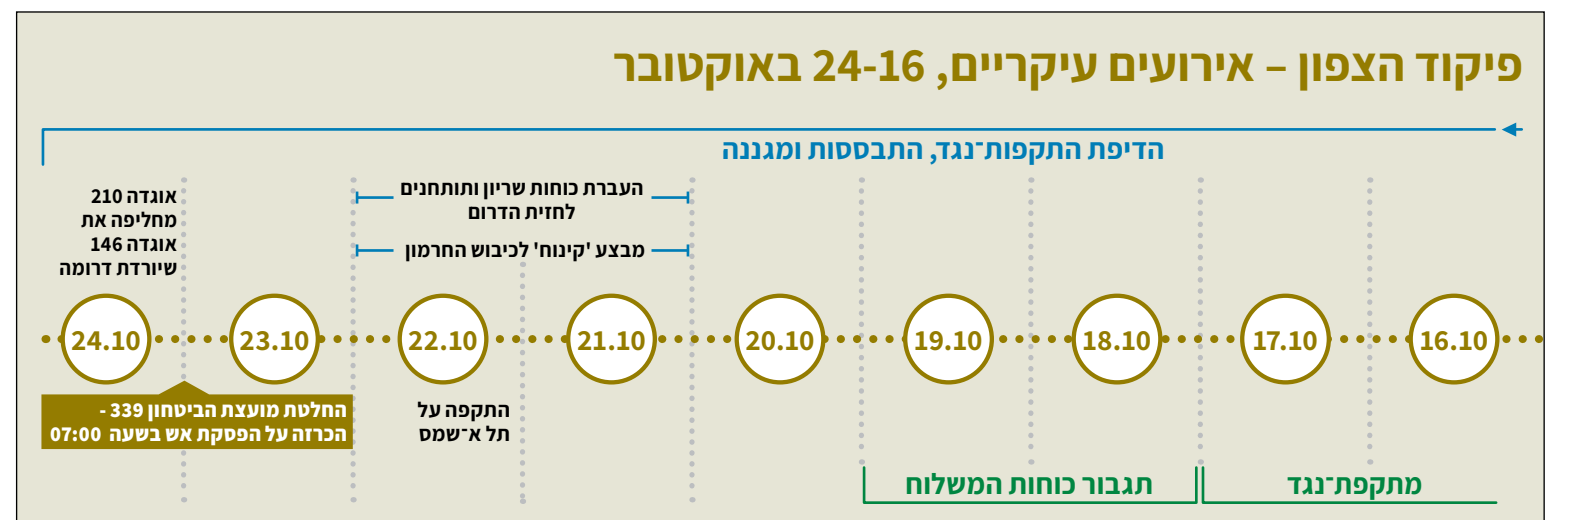 פיקוד הצפון – אירועים עיקריים, 24-16 באוקטובר
הדיפת התקפות־נגד, התבססות ומגננה
העברת כוחות שריון ותותחנים
לחזית הדרום
מבצע 'קינוח' לכיבוש החרמון
אוגדה 210
מחליפה את
אוגדה 146
שיורדת דרומה
16.10
17.10
18.10
19.10
20.10
21.10
22.10
23.10
24.10
התקפה על
תל א־שמס
החלטת מועצת הביטחון 339 -
הכרזה על הפסקת אש בשעה 07:00
מתקפת־נגד
תגבור כוחות המשלוח